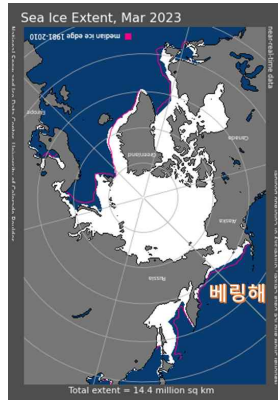 Sea Ice Extent, Mar 2023
median ice edge 1981-2010
near-real-time data
Europe
Greenland
Canada
Alaska
Russia
베링해
Total extent = 14.4 million sq km